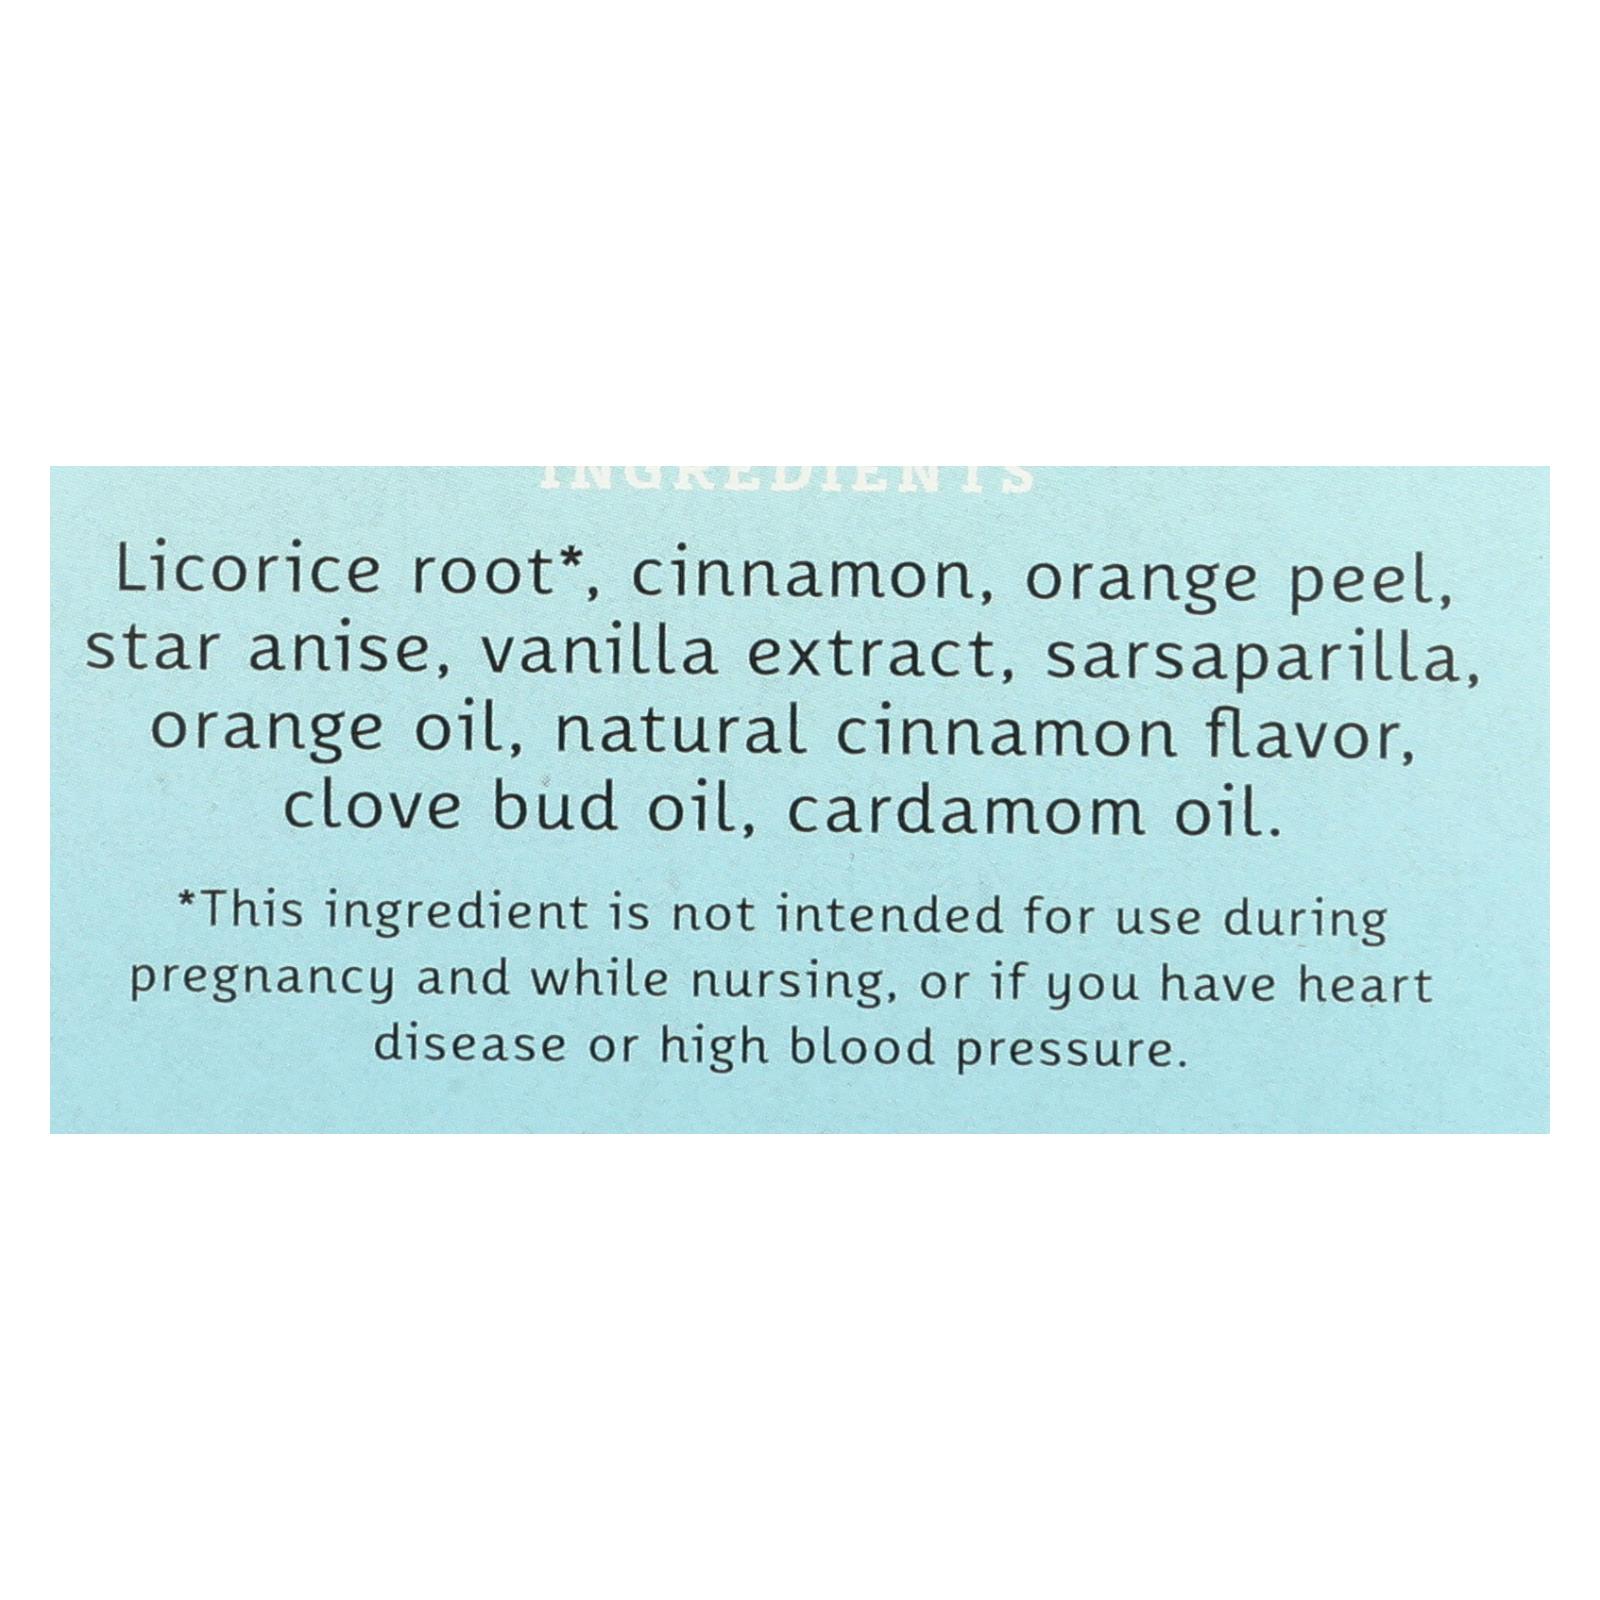 INGREDIENTS
Licorice root*, cinnamon, orange peel,
star anise, vanilla extract, sarsaparilla,
orange oil, natural cinnamon flavor,
clove bud oil, cardamom oil.
*This ingredient is not intended for use during
pregnancy and while nursing, or if you have heart
disease or high blood pressure.